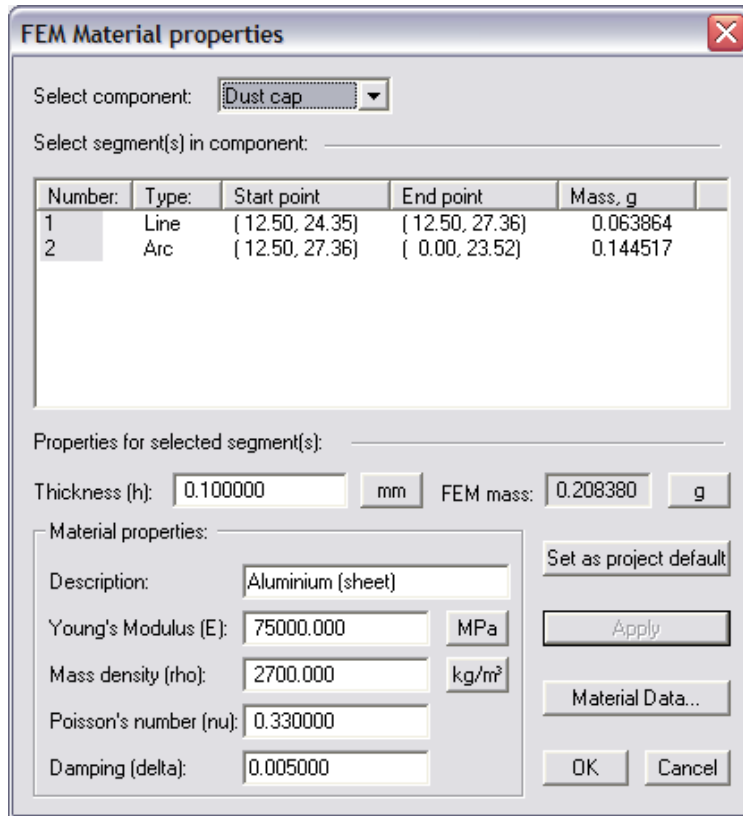 FEM Material properties
Select component: Dust cap
Select segment(s) in component:
Number: Type: Start point End point Mass, g
1 Line ( 12.50, 24.35) ( 12.50, 27.36) 0.063864
2 Arc ( 12.50, 27.36) ( 0.00, 23.52) 0.144517
Properties for selected segment(s):
Thickness (h): 0.100000 mm FEM mass: 0.208380 g
Material properties:
Set as project default
Description: Aluminium (sheet)
Young's Modulus (E): 75000.000 MPa Apply
Mass density (rho): 2700.000 kg/m³
Material Data...
Poisson's number (nu): 0.330000
Damping (delta): 0.005000 OK Cancel